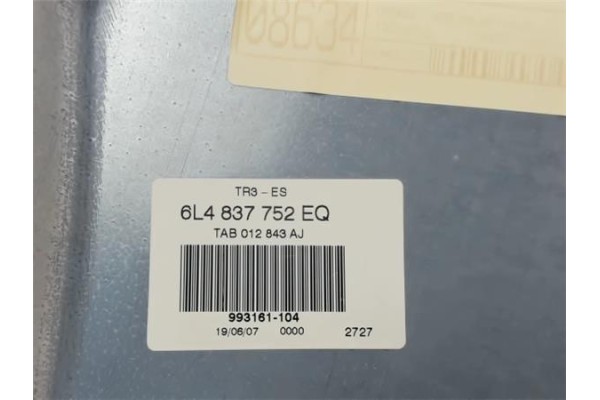 08634
TR3 - ES
6L4 837 752 EQ
TAB 012 843 AJ
993161-104
19/06/07 0000 2727